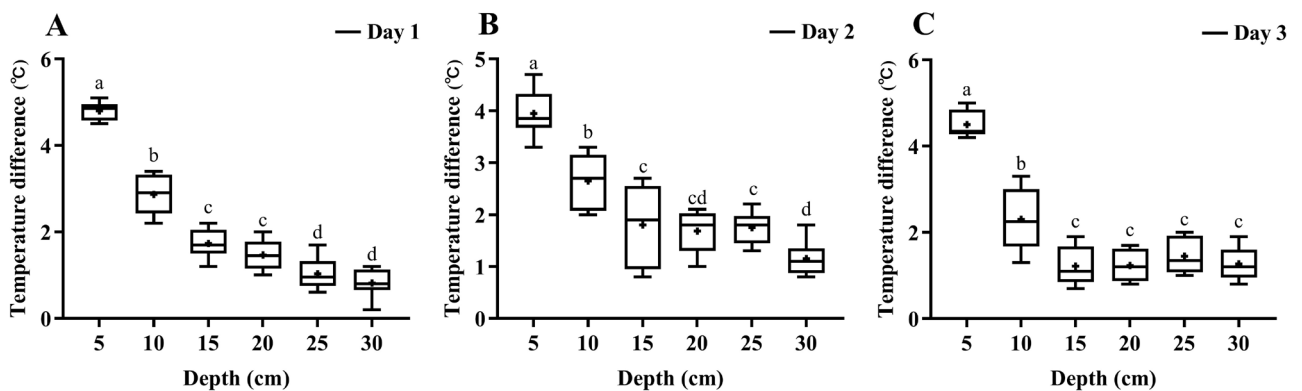 A
Day 1
Temperature difference (℃)
6
4
2
0
a
b
c
c
d
d
5 10 15 20 25 30
Depth (cm)
B
Day 2
Temperature difference (℃)
5
4
3
2
1
0
a
b
c
cd
c
d
5 10 15 20 25 30
Depth (cm)
C
Day 3
Temperature difference (℃)
6
4
2
0
a
b
c
c
c
c
5 10 15 20 25 30
Depth (cm)